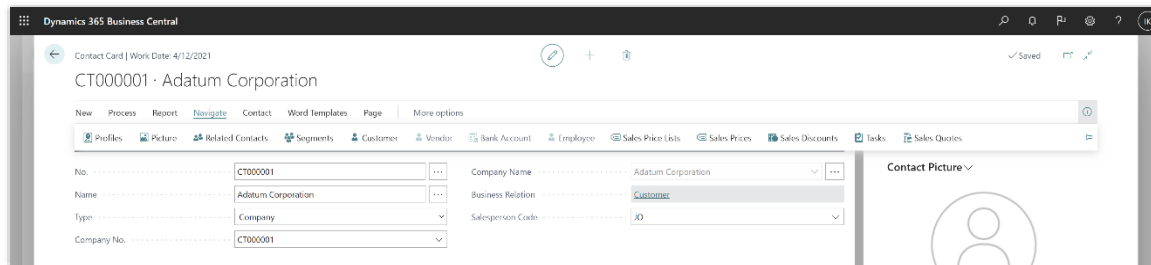 Dynamics 365 Business Central ? IK
Contact Card | Work Date: 4/12/2021 Saved
CT000001 · Adatum Corporation
New Process Report Navigate Contact Word Templates Page More options
Profiles Picture Related Contacts Segments Customer Vendor Bank Account Employee Sales Price Lists Sales Prices Sales Discounts Tasks Sales Quotes
No. CT000001 ... Company Name Adatum Corporation ... Contact Picture
Name Adatum Corporation ... Business Relation Customer
Type Company Salesperson Code JO
Company No. CT000001